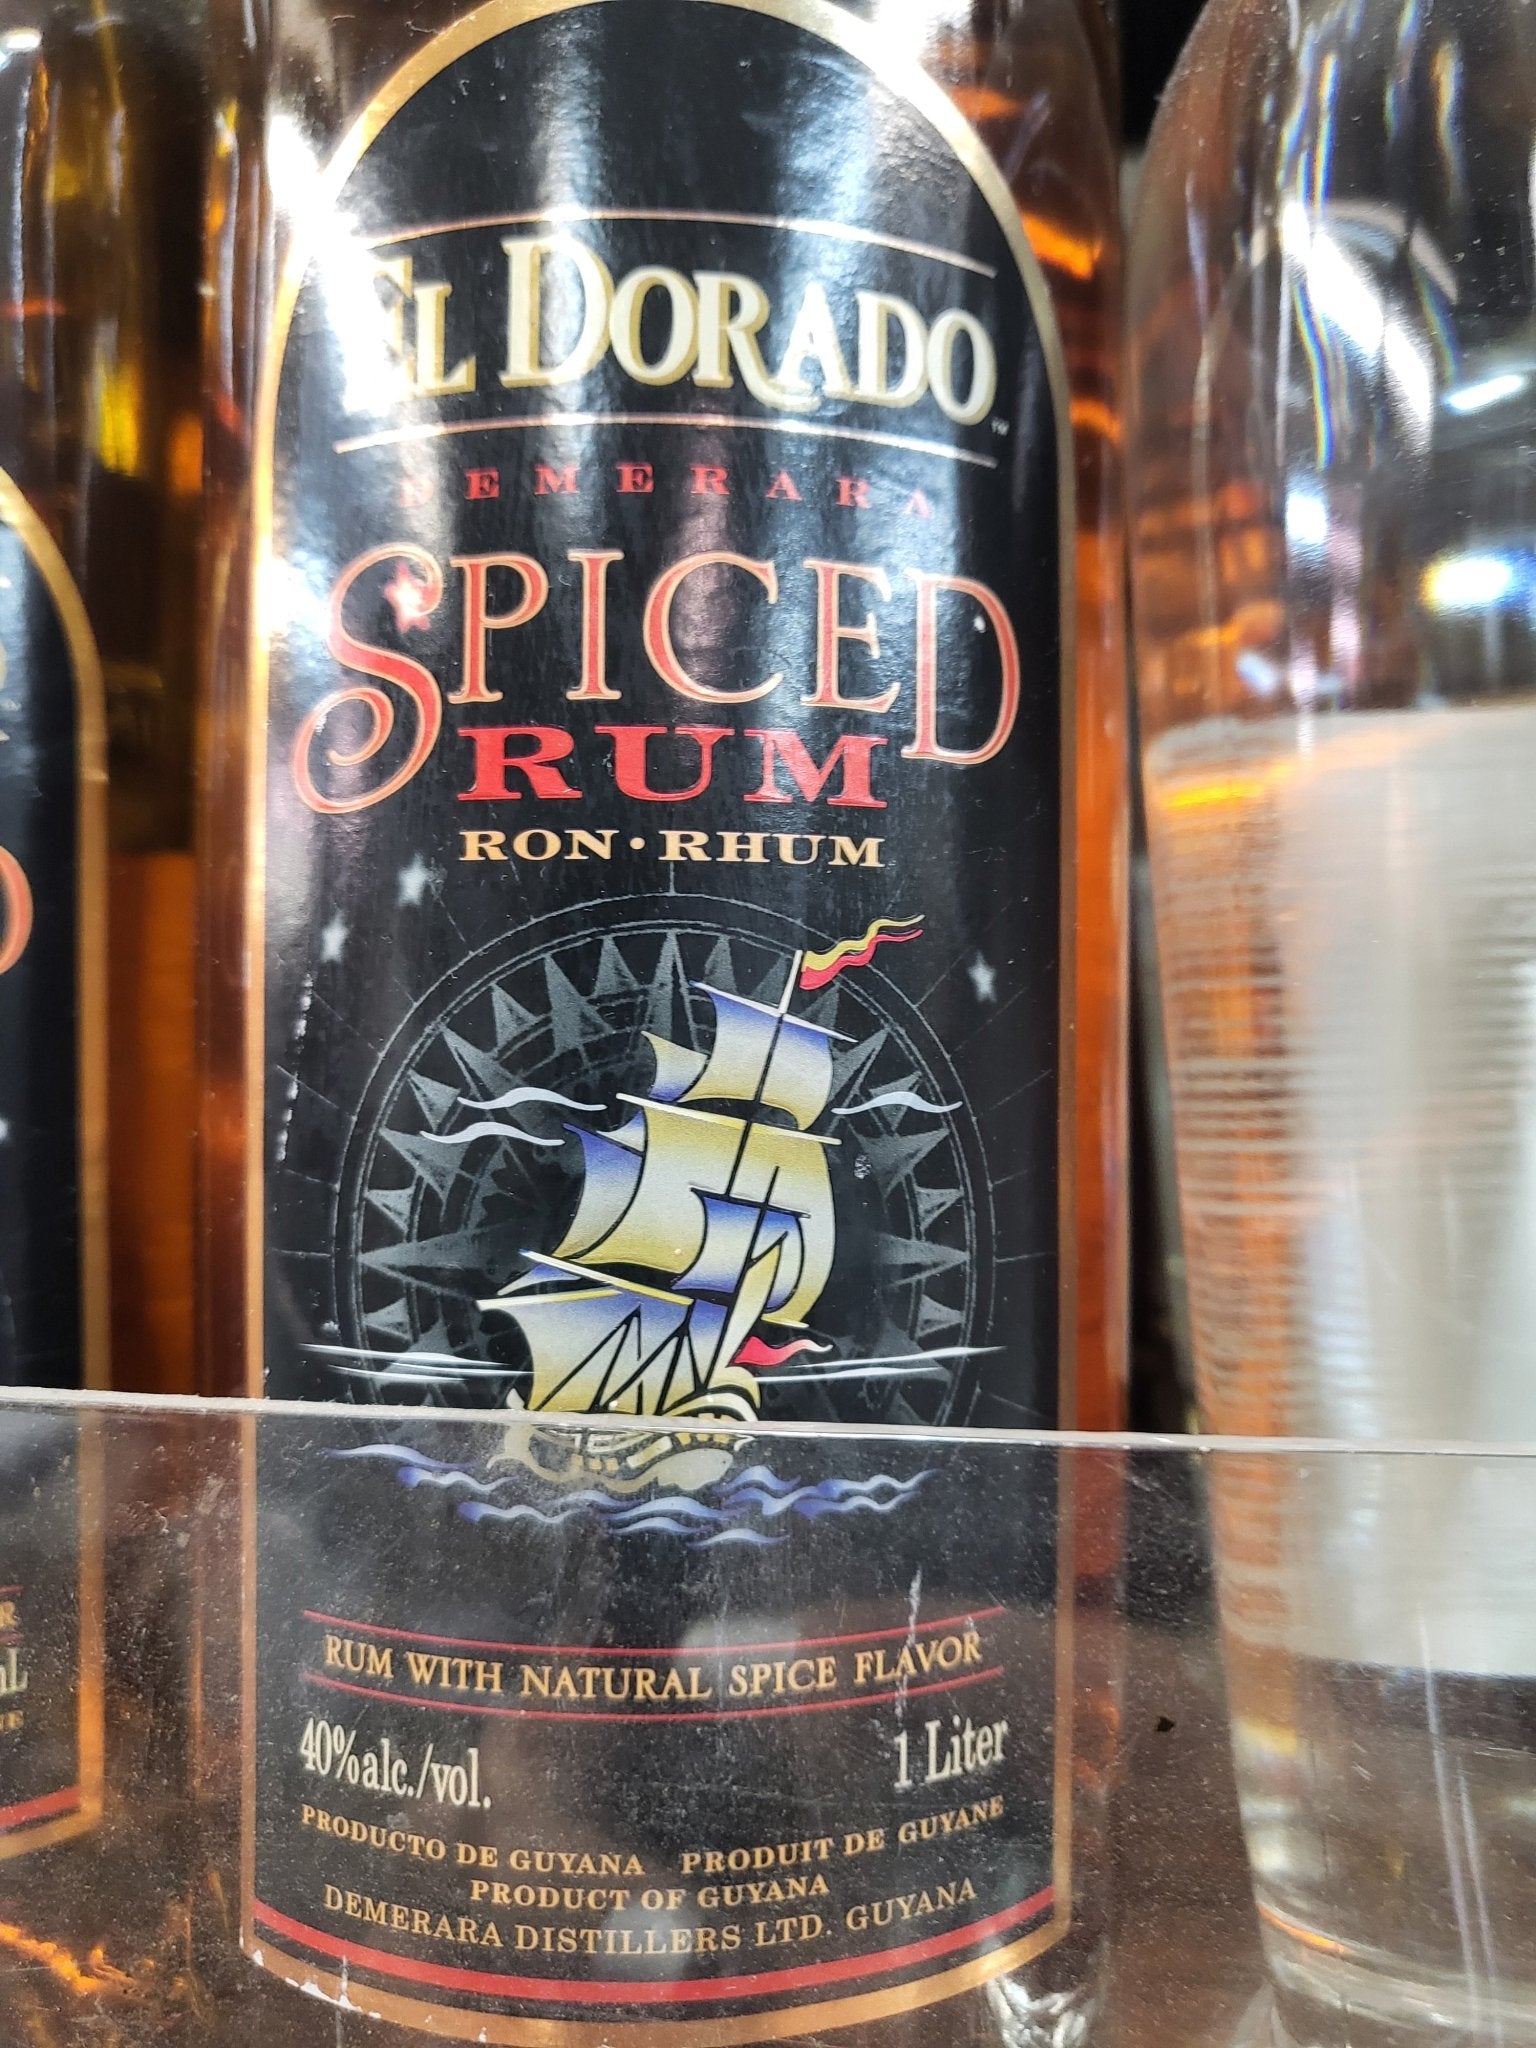 EL DORADO™
DEMERARA
SPICED
RUM
RON • RHUM
RUM WITH NATURAL SPICE FLAVOR
40%alc./vol. 1 Liter
PRODUCTO DE GUYANA PRODUIT DE GUYANE
PRODUCT OF GUYANA
DEMERARA DISTILLERS LTD. GUYANA